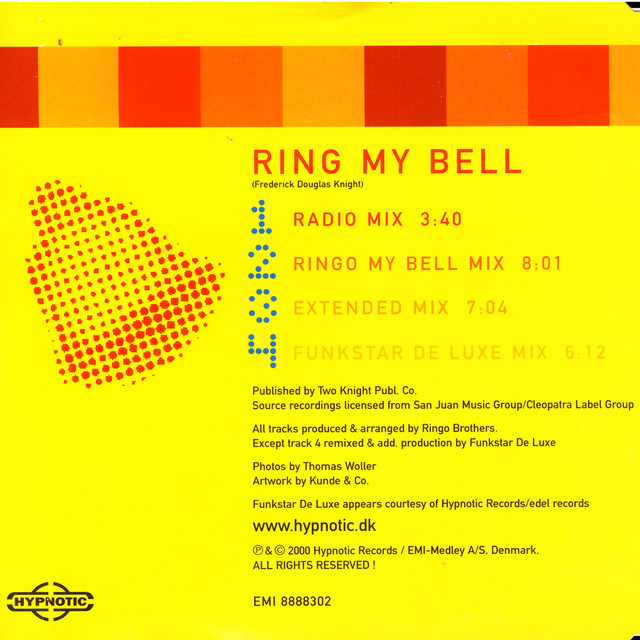 RING MY BELL
(Frederick Douglas Knight)
1 RADIO MIX 3:40
2 RINGO MY BELL MIX 8:01
3 EXTENDED MIX 7:04
4 FUNKSTAR DE LUXE MIX 6:12
Published by Two Knight Publ. Co.
Source recordings licensed from San Juan Music Group/Cleopatra Label Group
All tracks produced & arranged by Ringo Brothers.
Except track 4 remixed & add. production by Funkstar De Luxe
Photos by Thomas Woller
Artwork by Kunde & Co.
Funkstar De Luxe appears courtesy of Hypnotic Records/edel records
www.hypnotic.dk
℗ & © 2000 Hypnotic Records / EMI-Medley A/S, Denmark.
ALL RIGHTS RESERVED !
HYPNOTIC
EMI 8888302